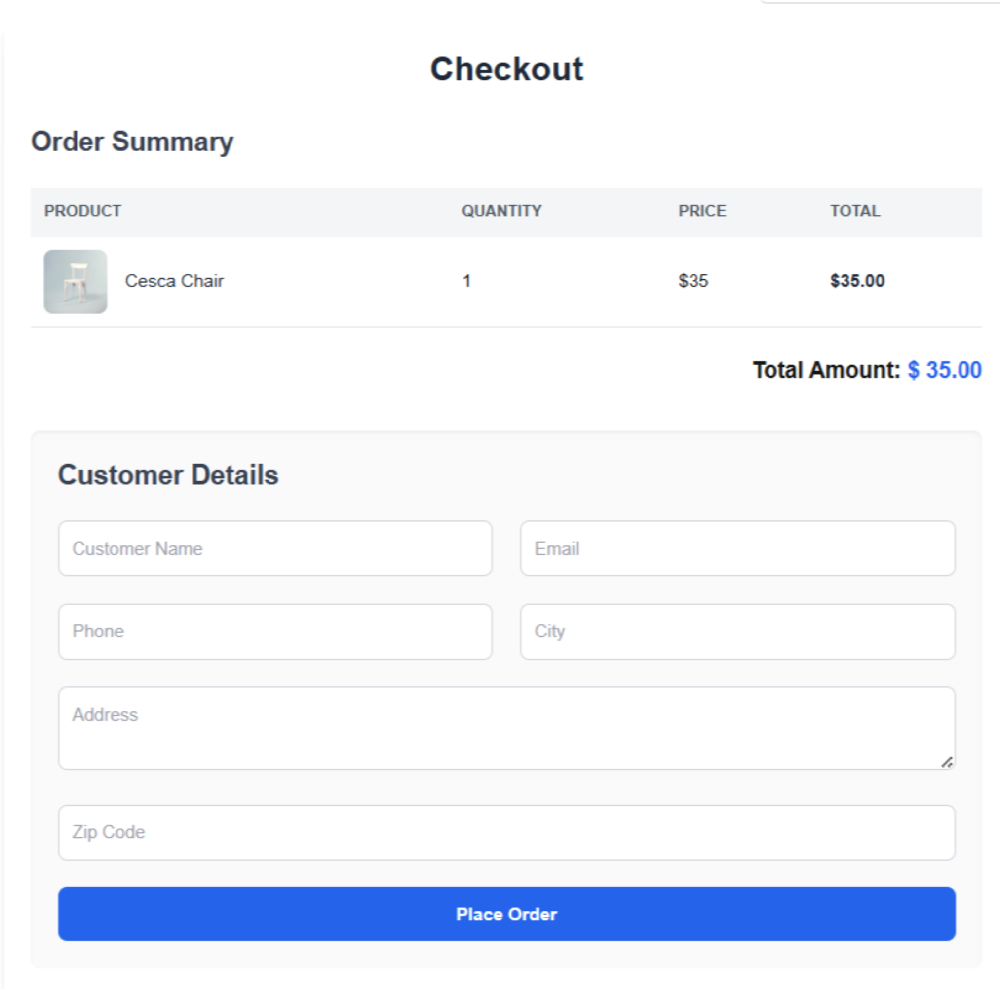 Checkout
Order Summary
PRODUCT QUANTITY PRICE TOTAL
Cesca Chair 1 $35 $35.00
Total Amount: $ 35.00
Customer Details
Customer Name Email
Phone City
Address
Zip Code
Place Order